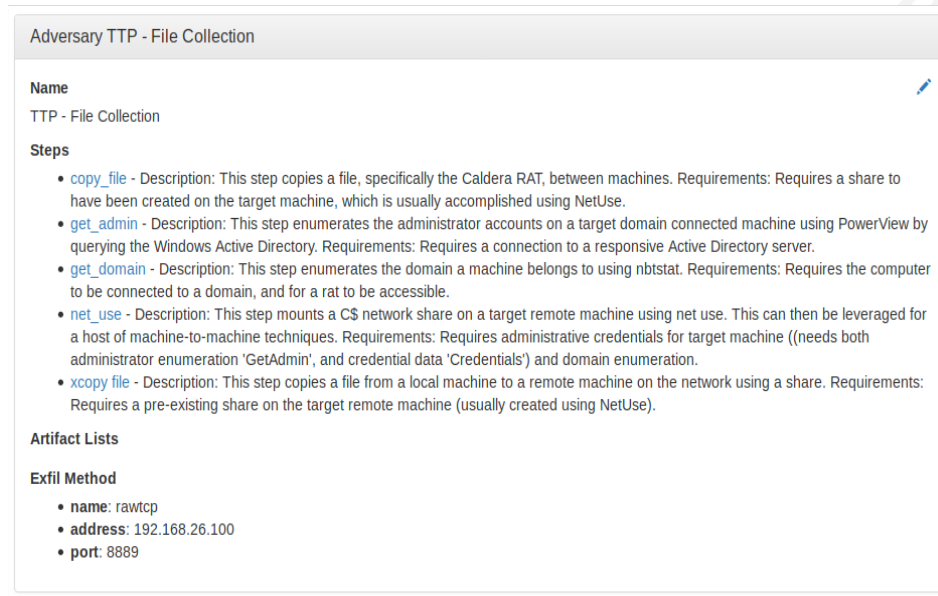 Adversary TTP - File Collection
Name
TTP - File Collection
Steps
• copy_file - Description: This step copies a file, specifically the Caldera RAT, between machines. Requirements: Requires a share to
have been created on the target machine, which is usually accomplished using NetUse.
• get_admin - Description: This step enumerates the administrator accounts on a target domain connected machine using PowerView by
querying the Windows Active Directory. Requirements: Requires a connection to a responsive Active Directory server.
• get_domain - Description: This step enumerates the domain a machine belongs to using nbtstat. Requirements: Requires the computer
to be connected to a domain, and for a rat to be accessible.
• net_use - Description: This step mounts a C$ network share on a target remote machine using net use. This can then be leveraged for
a host of machine-to-machine techniques. Requirements: Requires administrative credentials for target machine ((needs both
administrator enumeration 'GetAdmin', and credential data 'Credentials') and domain enumeration.
• xcopy file - Description: This step copies a file from a local machine to a remote machine on the network using a share. Requirements:
Requires a pre-existing share on the target remote machine (usually created using NetUse).
Artifact Lists
Exfil Method
• name: rawtcp
• address: 192.168.26.100
• port: 8889